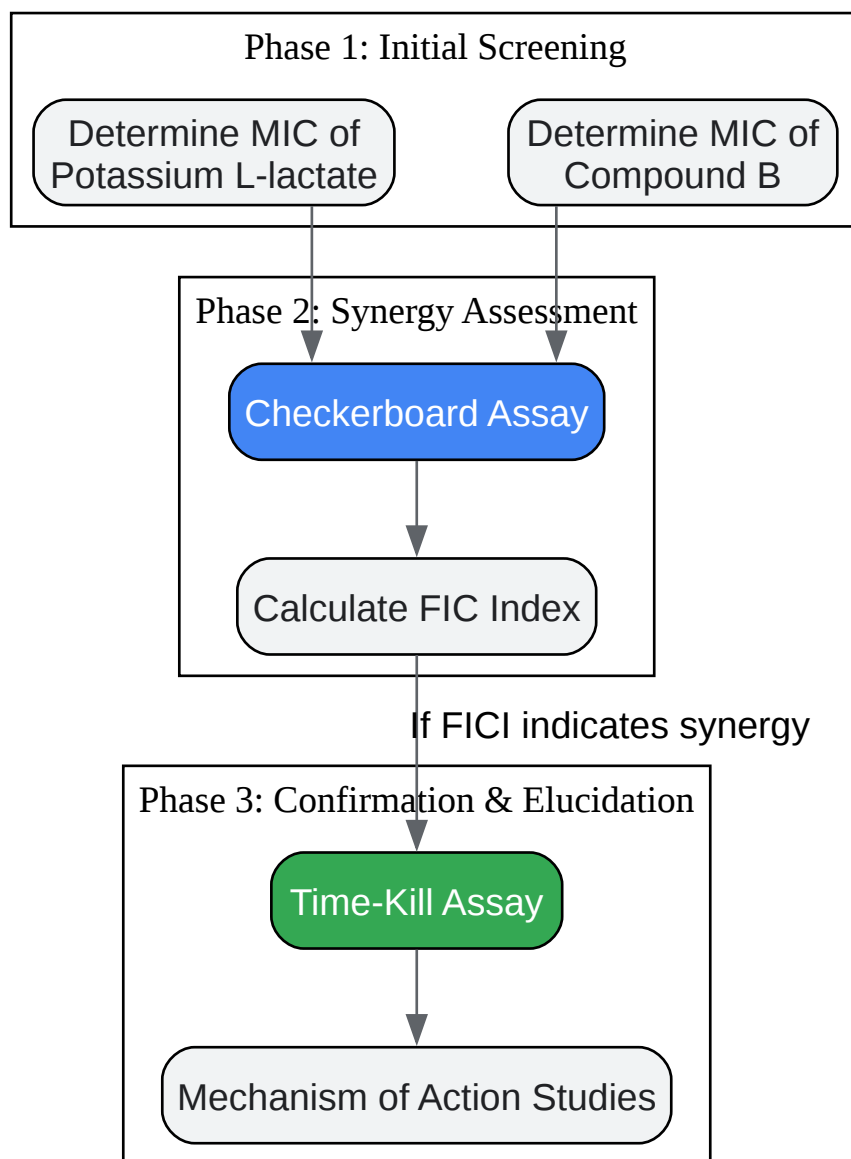 Phase 1: Initial Screening
Determine MIC of
Potassium L-lactate
Determine MIC of
Compound B
Phase 2: Synergy Assessment
Checkerboard Assay
Calculate FIC Index
If FICI indicates synergy
Phase 3: Confirmation & Elucidation
Time-Kill Assay
Mechanism of Action Studies